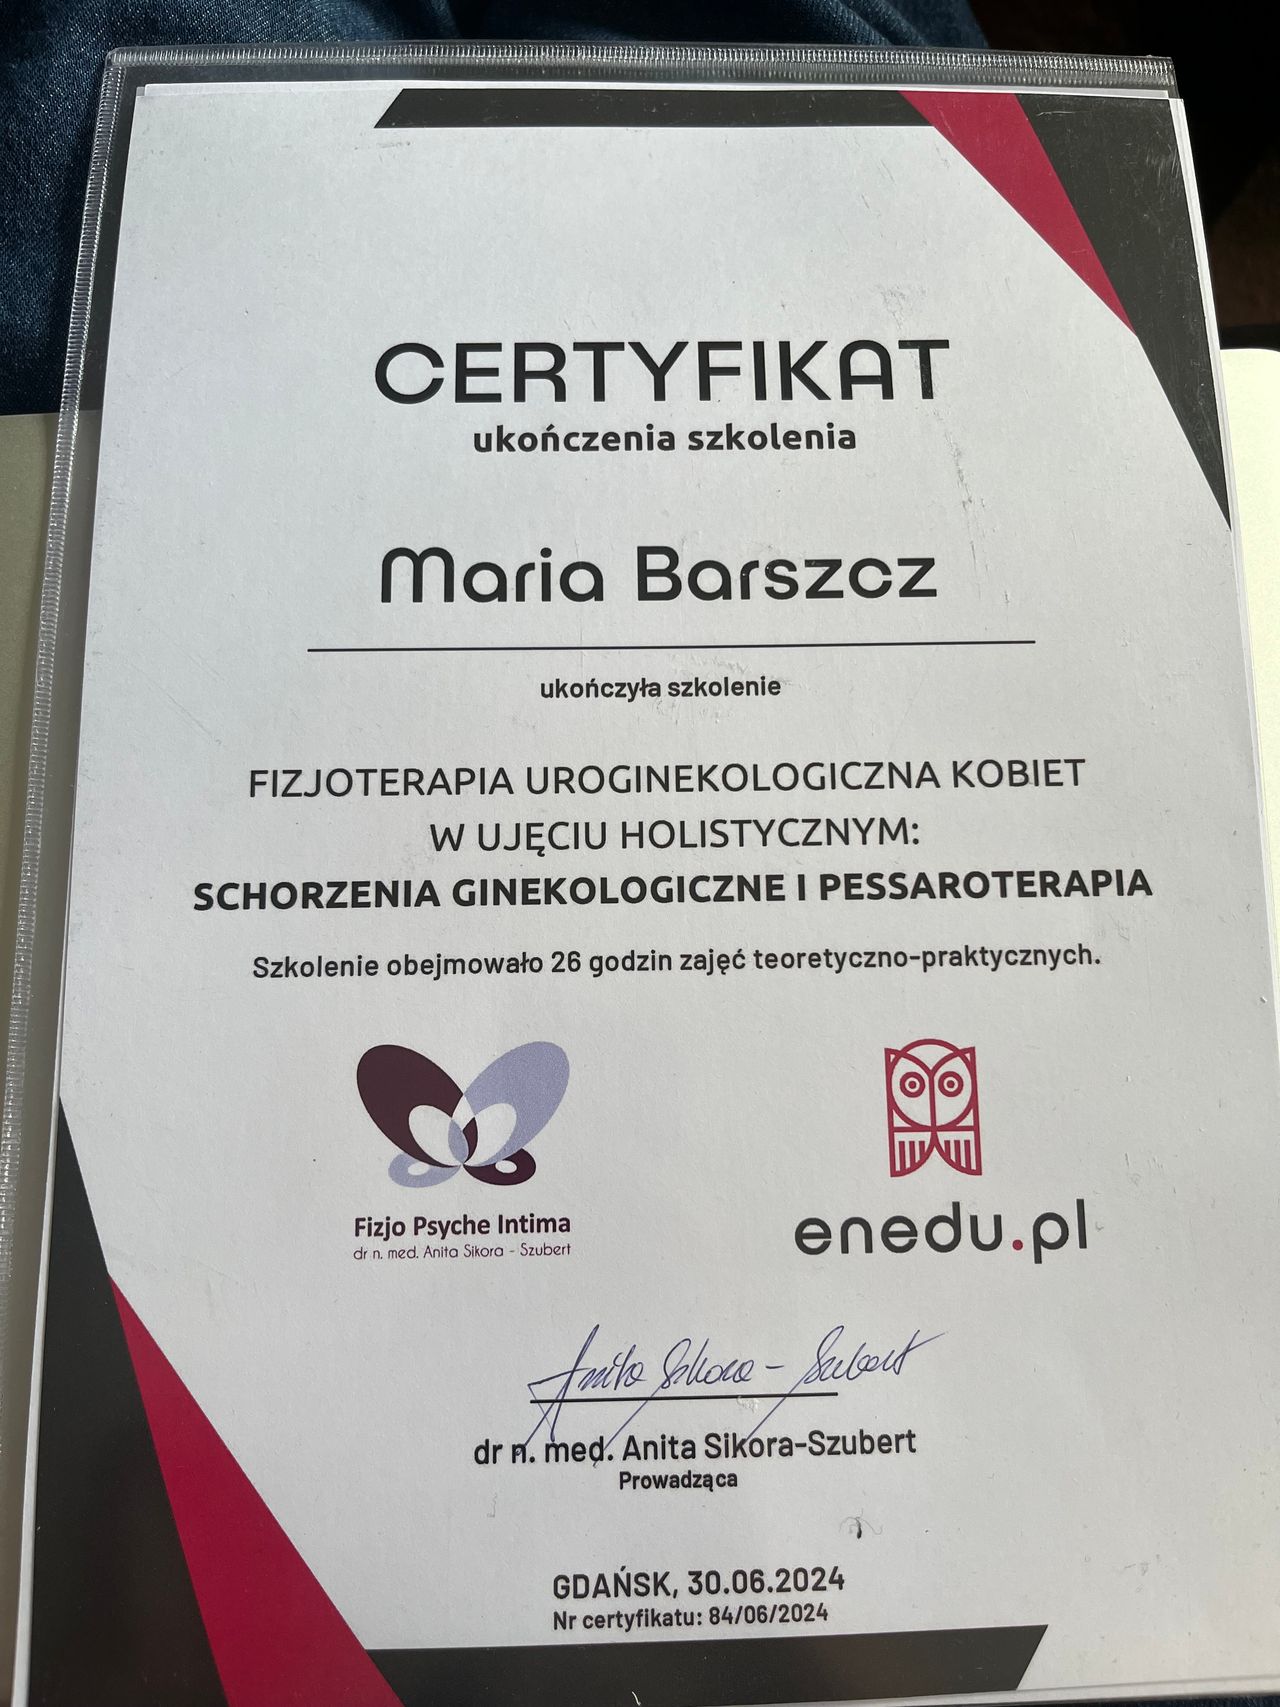 CERTYFIKAT
ukończenia szkolenia
Maria Barszcz
ukończyła szkolenie
FIZJOTERAPIA UROGINEKOLOGICZNA KOBIET
W UJĘCIU HOLISTYCZNYM:
SCHORZENIA GINEKOLOGICZNE I PESSAROTERAPIA
Szkolenie obejmowało 26 godzin zajęć teoretyczno-praktycznych.
Fizjo Psyche Intima
dr n. med. Anita Sikora - Szubert
enedu.pl
Anita Sikora - Szubert
dr n. med. Anita Sikora-Szubert
Prowadząca
GDAŃSK, 30.06.2024
Nr certyfikatu: 84/06/2024